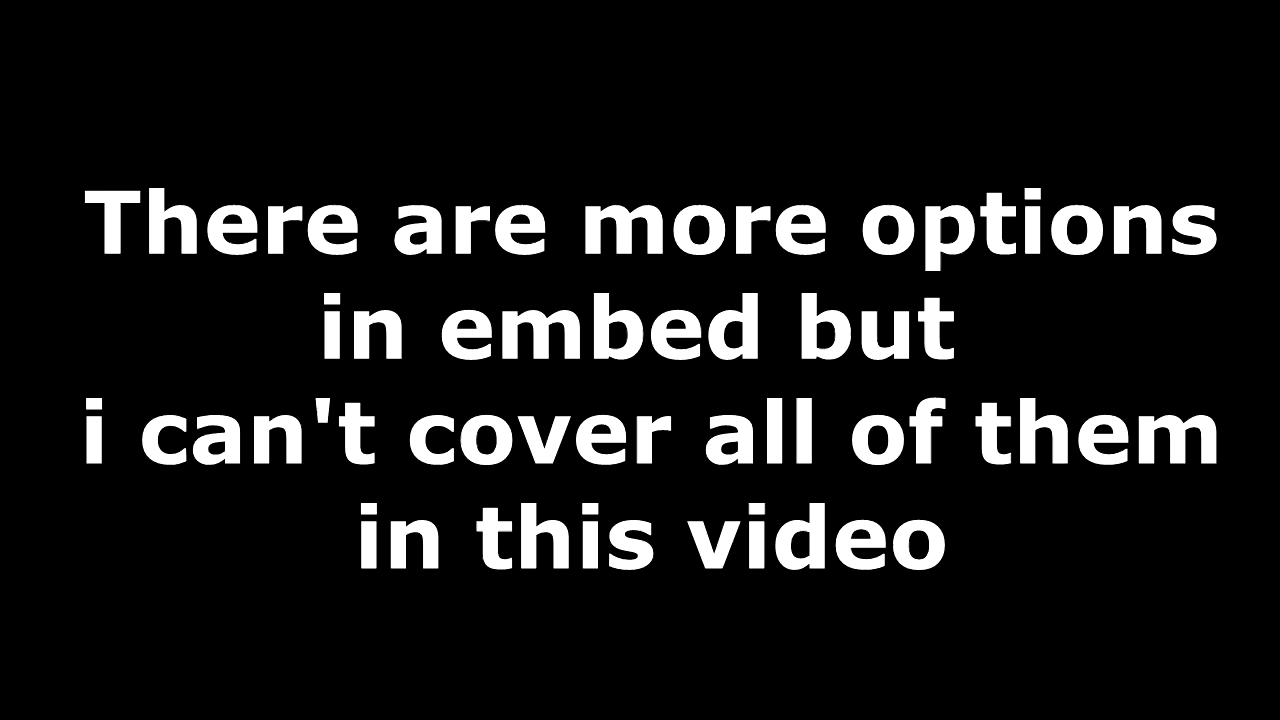 There are more options
in embed but
i can't cover all of them
in this video